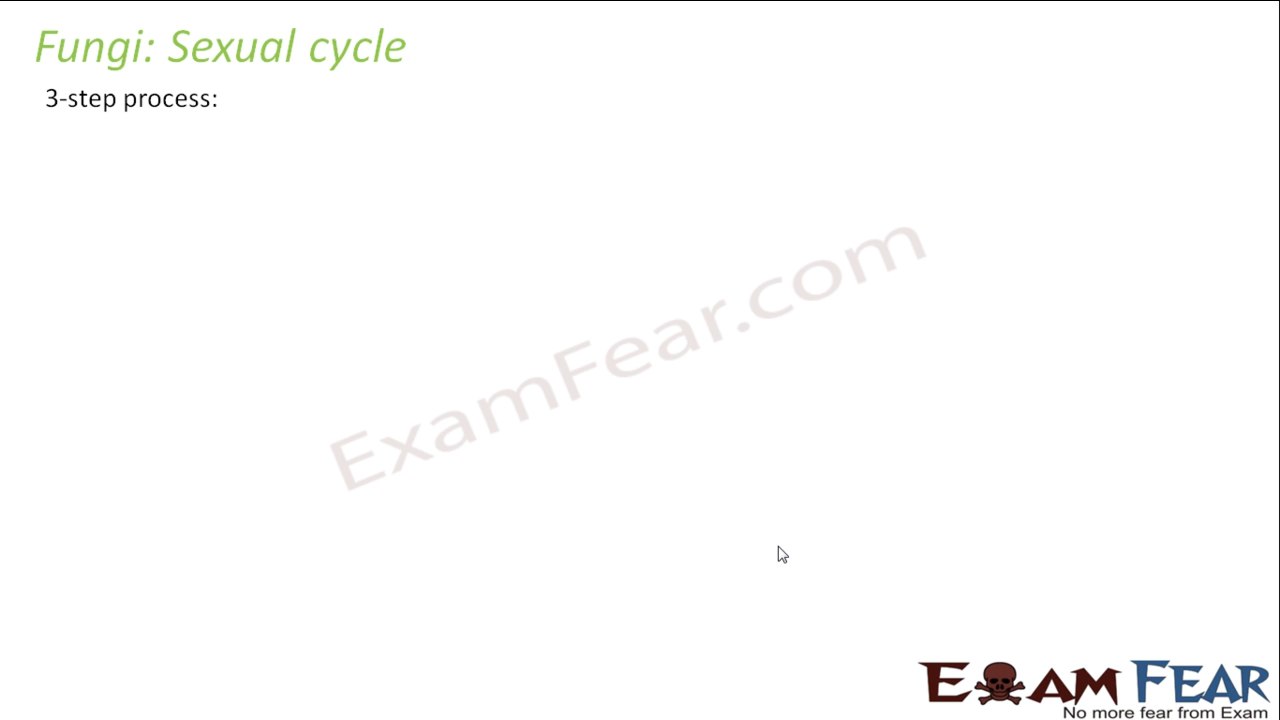 Fungi: Sexual cycle
3-step process:
ExamFear.com
EXAM FEAR
No more fear from Exam